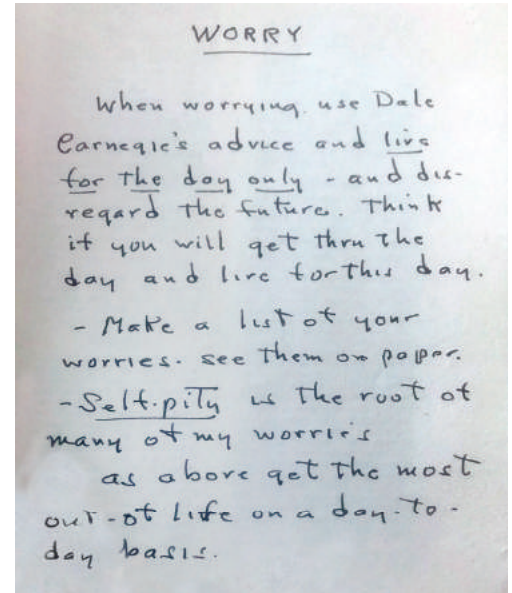 WORRY
When worrying. use Dale
Carnegie's advice and live
for the day only - and dis-
regard the future. Think
if you will get thru the
day and live for this day.
- Make a list of your
worries. see them on paper.
- Self-pity is the root of
many of my worries
as above get the most
out-of life on a day-to-
day basis.